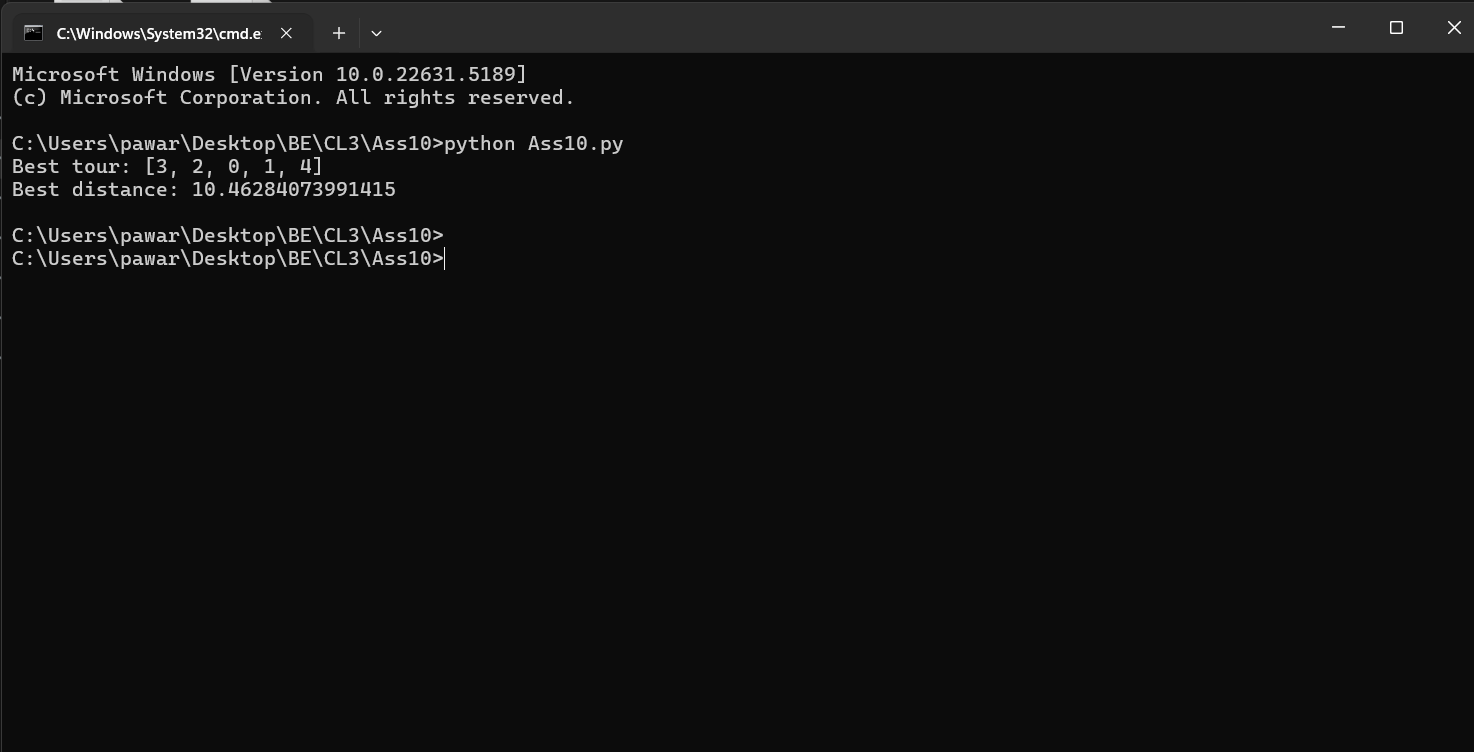 C:\Windows\System32\cmd.e
Microsoft Windows [Version 10.0.22631.5189]
(c) Microsoft Corporation. All rights reserved.
C:\Users\pawar\Desktop\BE\CL3\Ass10>python Ass10.py
Best tour: [3, 2, 0, 1, 4]
Best distance: 10.46284073991415
C:\Users\pawar\Desktop\BE\CL3\Ass10>
C:\Users\pawar\Desktop\BE\CL3\Ass10>